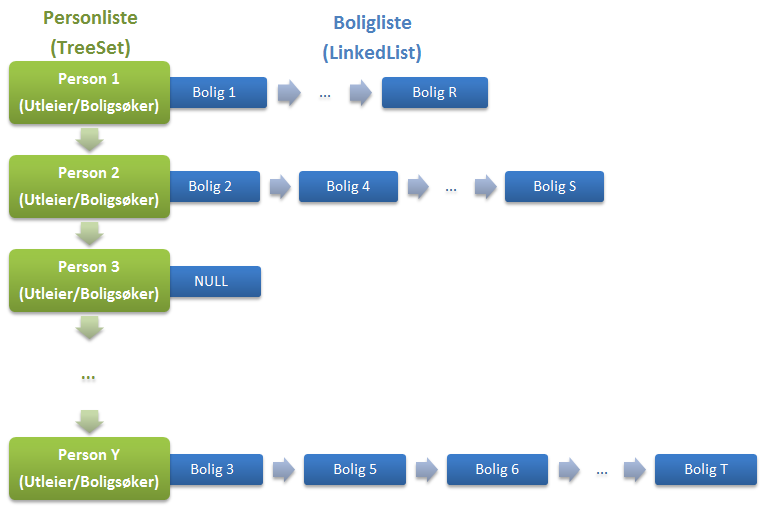 Personliste
(TreeSet)
Boligliste
(LinkedList)
Person 1
(Utleier/Boligsøker)
Bolig 1
...
Bolig R
Person 2
(Utleier/Boligsøker)
Bolig 2
Bolig 4
...
Bolig S
Person 3
(Utleier/Boligsøker)
NULL
...
Person Y
(Utleier/Boligsøker)
Bolig 3
Bolig 5
Bolig 6
...
Bolig T